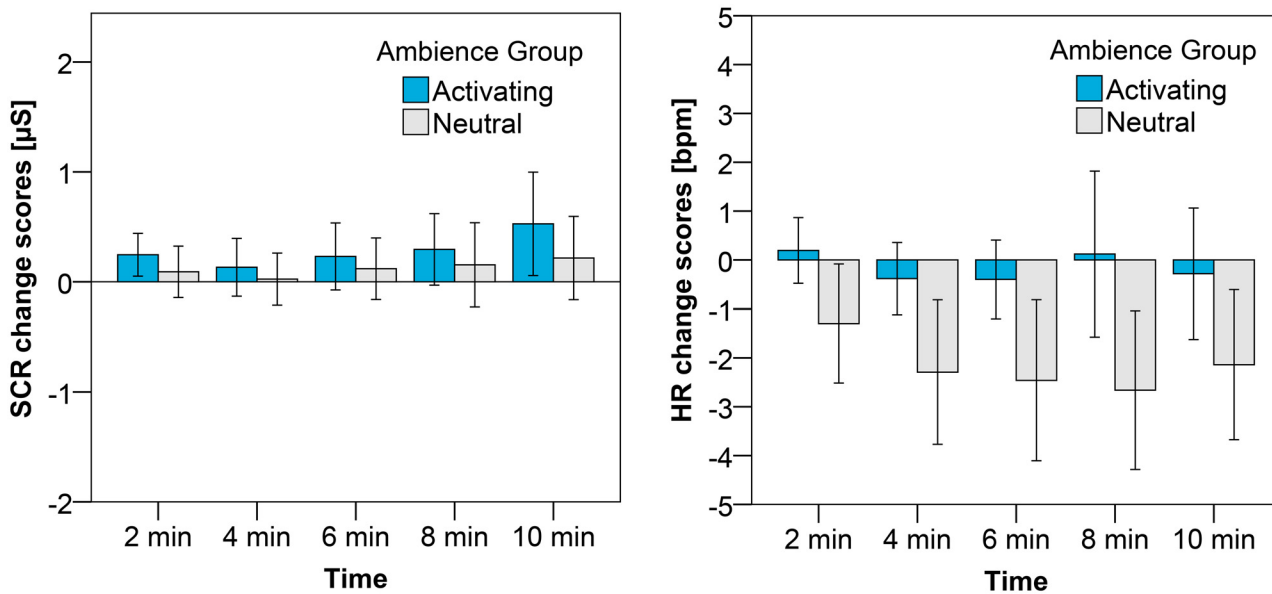 SCR change scores [µS]
2
1
0
-1
-2
Ambience Group
Activating
Neutral
2 min 4 min 6 min 8 min 10 min
Time
HR change scores [bpm]
5
4
3
2
1
0
-1
-2
-3
-4
-5
Ambience Group
Activating
Neutral
2 min 4 min 6 min 8 min 10 min
Time